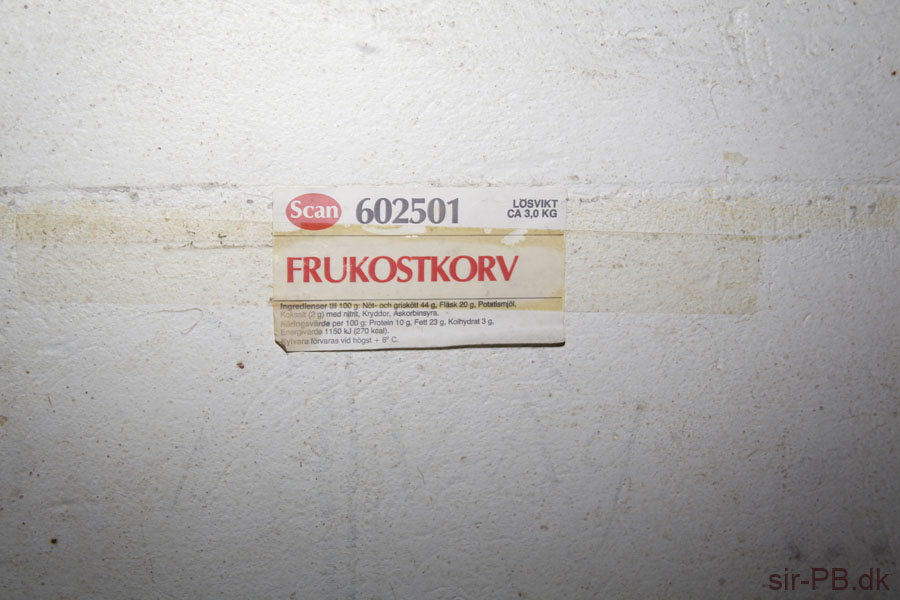 Scan 602501 LÖSVIKT
CA 3,0 KG
FRUKOSTKORV
Ingredienser till 100 g: Nöt- och griskött 44 g, Fläsk 20 g, Potatismjöl,
Koksalt (2 g) med nitrit, Kryddor, Askorbinsyra.
Näringsvärde per 100 g: Protein 10 g, Fett 23 g, Kolhydrat 3 g,
Energivärde 1150 kJ (270 kcal).
Kylvara förvaras vid högst + 8° C.
sir-PB.dk